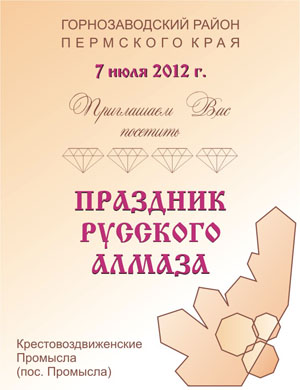 ГОРНОЗАВОДСКИЙ РАЙОН
ПЕРМСКОГО КРАЯ
7 июля 2012 г.
Приглашаем Вас
посетить
ПРАЗДНИК
РУССКОГО
АЛМАЗА
Крестовоздвиженские
Промысла
(пос. Промысла)